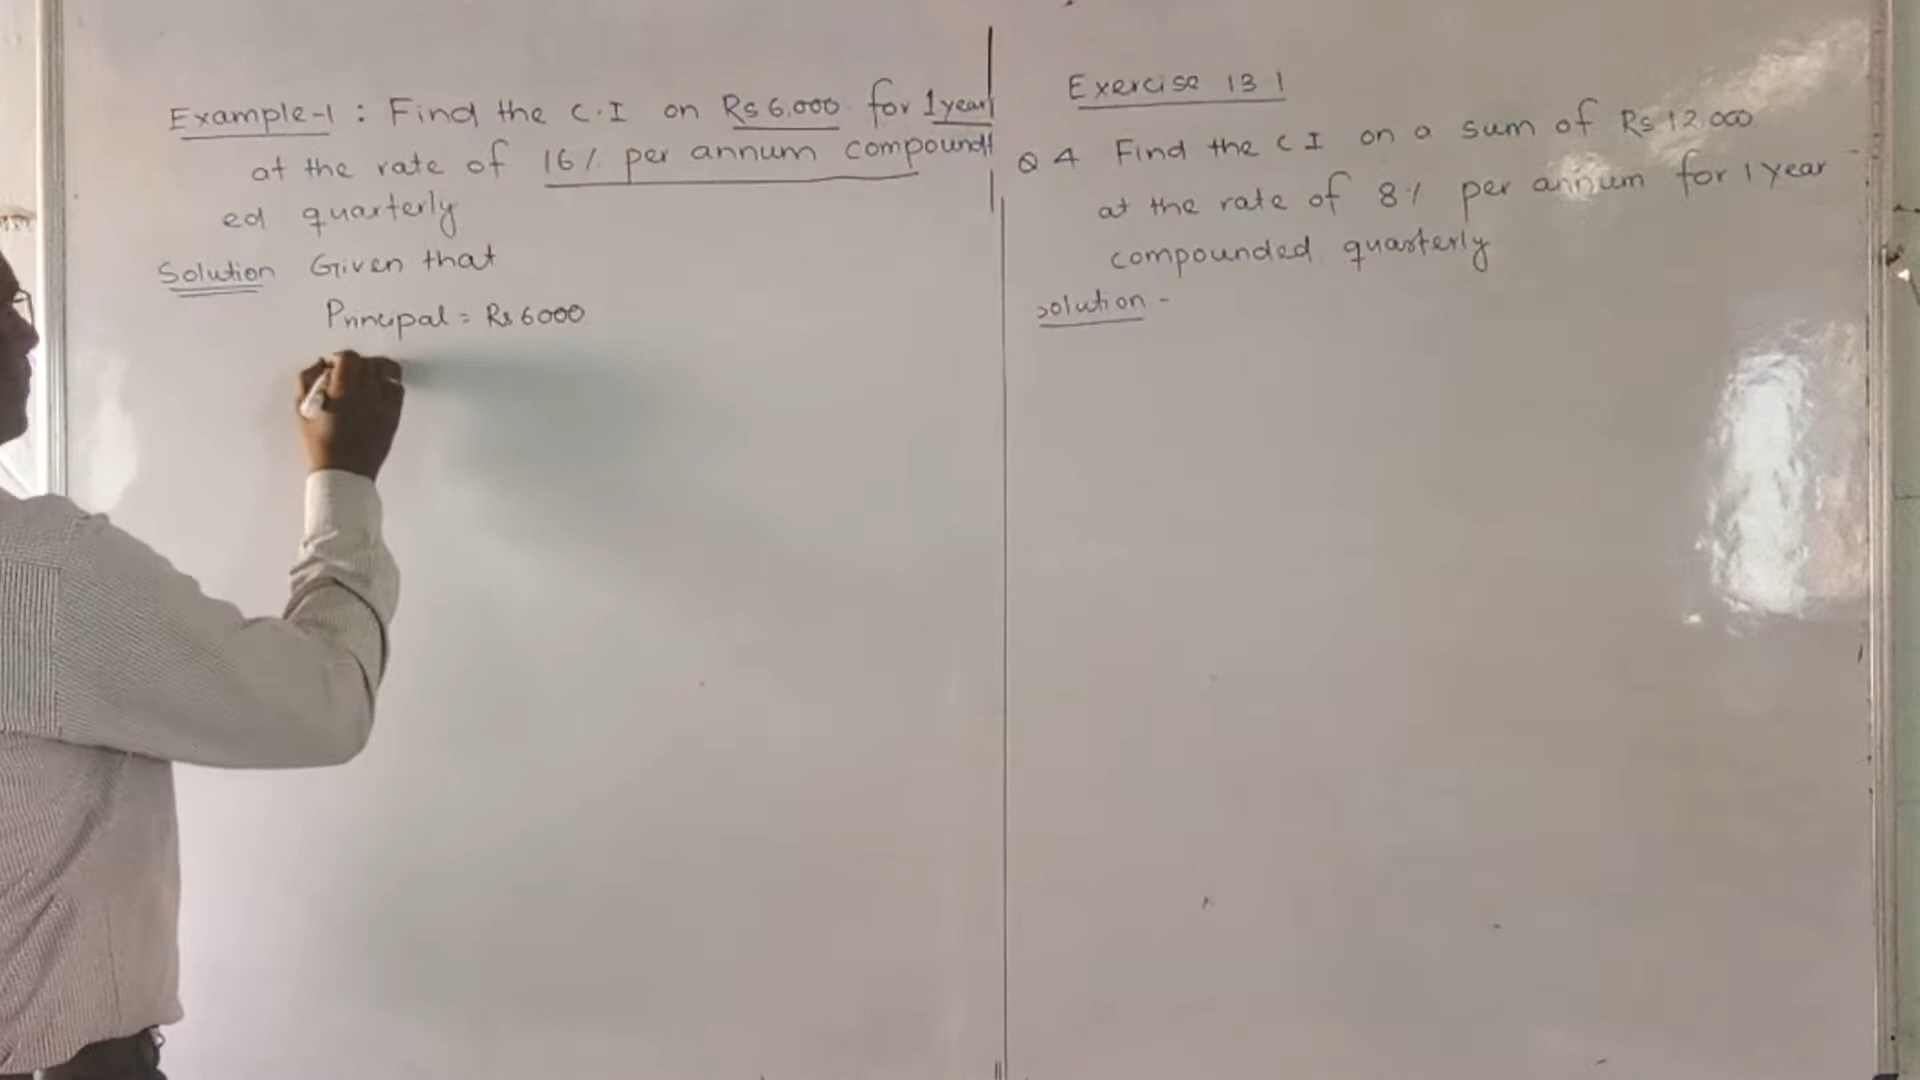 Example-1 : Find the C.I on Rs 6,000 for 1year
at the rate of 16% per annum compound
ed quarterly
Solution Given that
Principal = Rs 6000
Exercise 13.1
Q 4 Find the C I on a sum of Rs 12,000
at the rate of 8% per annum for 1 year
compounded quarterly
solution -